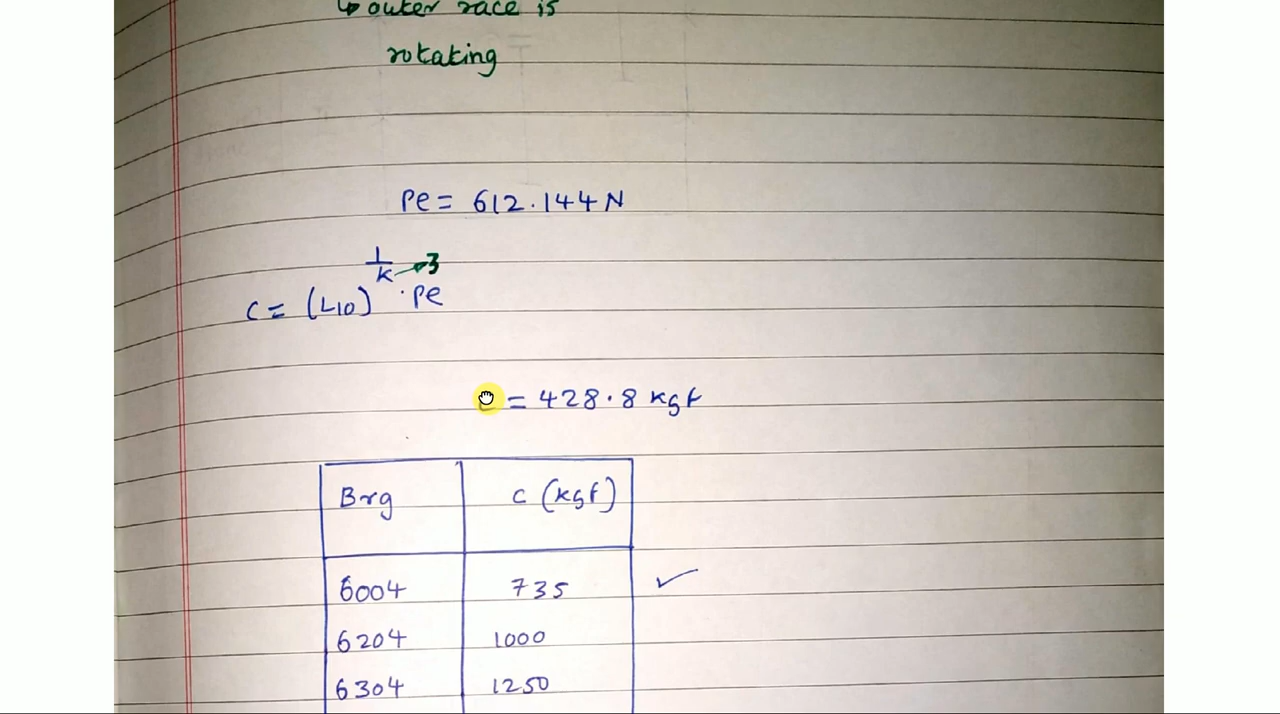 ↳ outer race is
rotating
Pe = 612.144 N
C = (L10)^1/k → 3 . Pe
= 428.8 kgf
Brg C (kgf)
6004 735 ✓
6204 1000
6304 1250